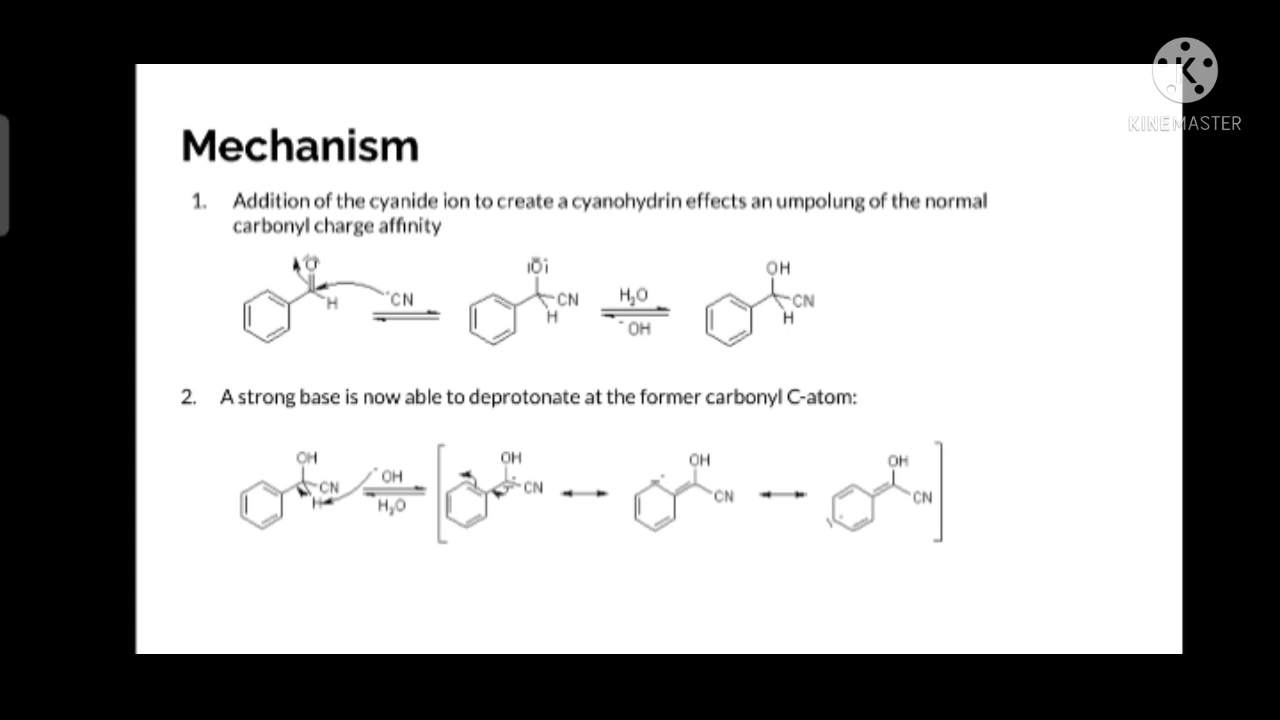 K
KINEMASTER
Mechanism
1. Addition of the cyanide ion to create a cyanohydrin effects an umpolung of the normal
carbonyl charge affinity
O H -CN |Ō| CN H H₂O -OH OH CN H
2. A strong base is now able to deprotonate at the former carbonyl C-atom:
OH CN H -OH H₂O OH CN OH CN OH CN